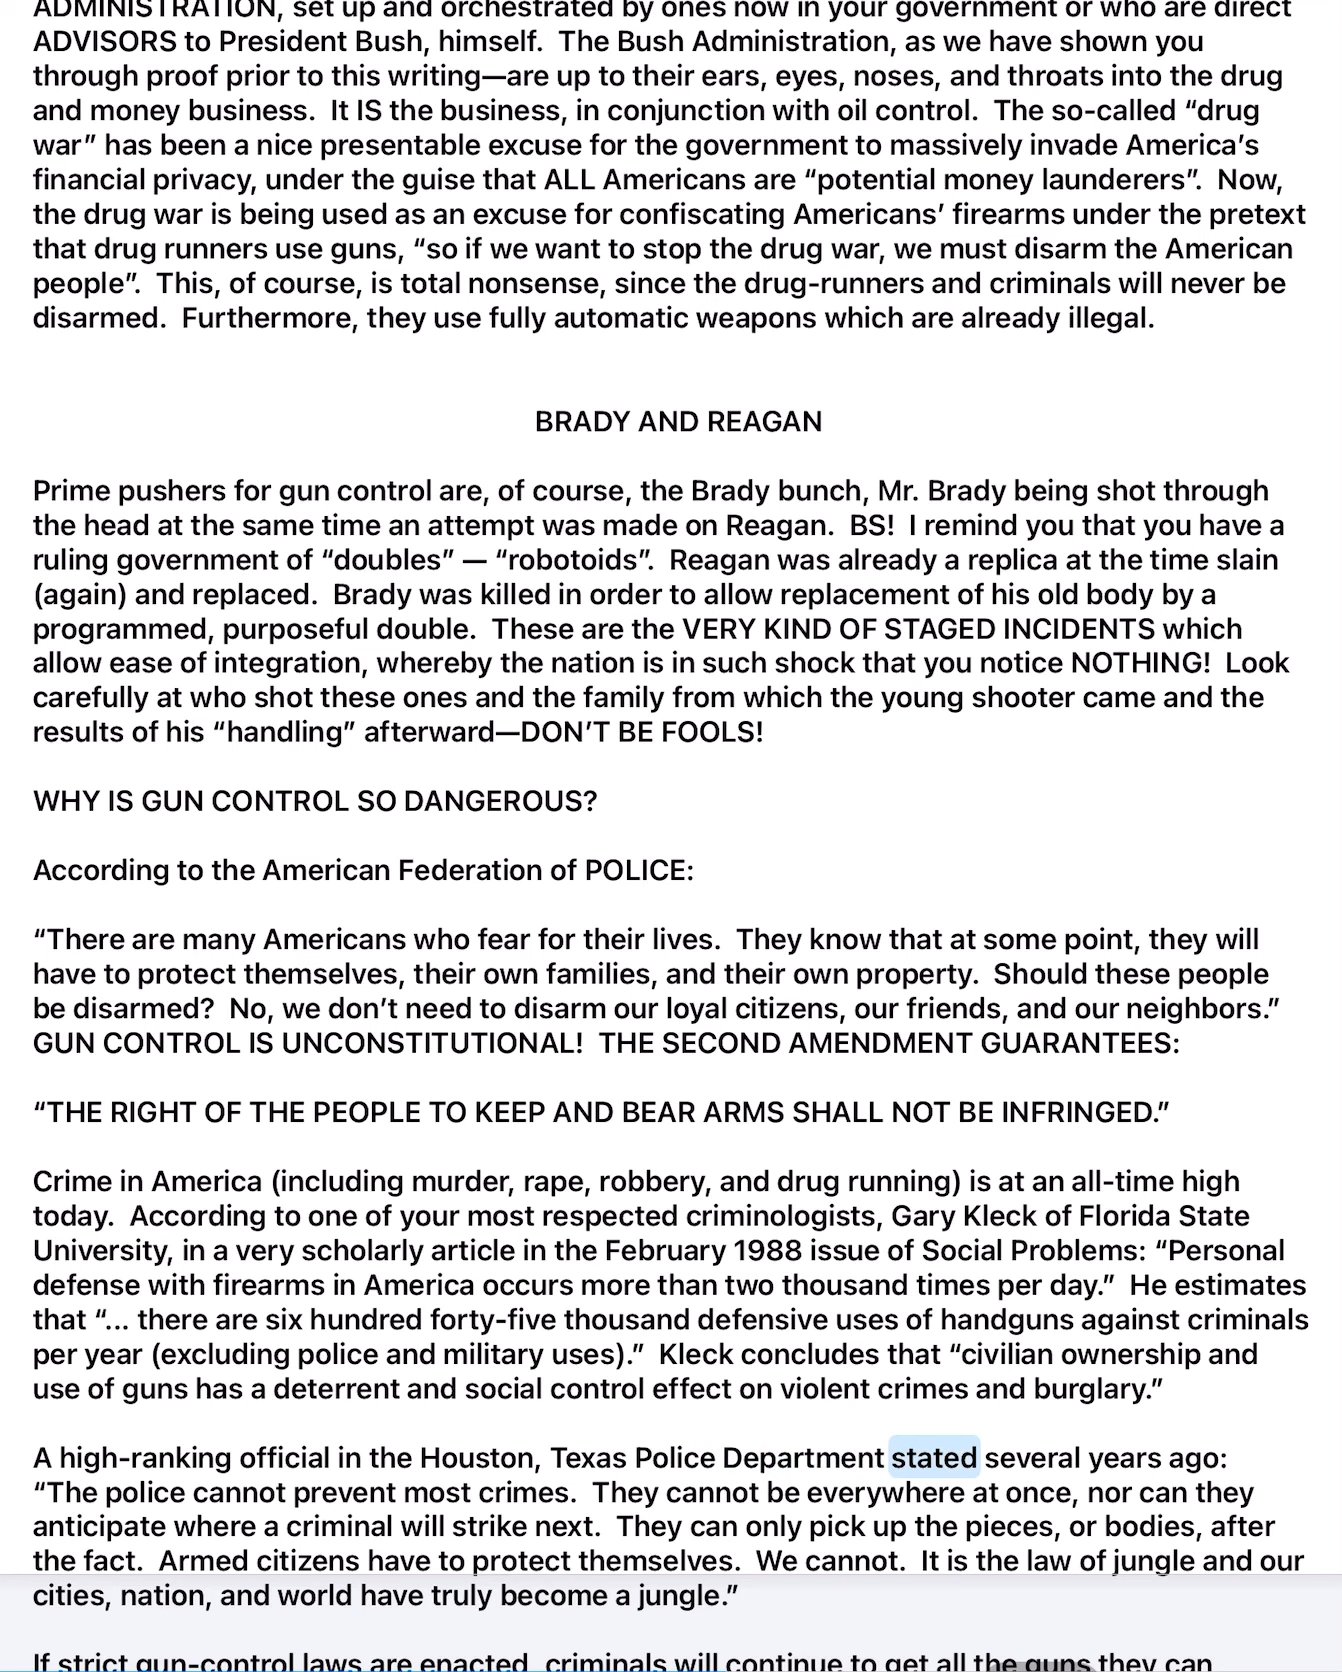 ADMINISTRATION, set up and orchestrated by ones now in your government or who are direct
ADVISORS to President Bush, himself.  The Bush Administration, as we have shown you
through proof prior to this writing—are up to their ears, eyes, noses, and throats into the drug
and money business.  It IS the business, in conjunction with oil control.  The so-called “drug
war” has been a nice presentable excuse for the government to massively invade America’s
financial privacy, under the guise that ALL Americans are “potential money launderers”.  Now,
the drug war is being used as an excuse for confiscating Americans’ firearms under the pretext
that drug runners use guns, “so if we want to stop the drug war, we must disarm the American
people”.  This, of course, is total nonsense, since the drug-runners and criminals will never be
disarmed.  Furthermore, they use fully automatic weapons which are already illegal.
BRADY AND REAGAN
Prime pushers for gun control are, of course, the Brady bunch, Mr. Brady being shot through
the head at the same time an attempt was made on Reagan.  BS!  I remind you that you have a
ruling government of “doubles” — “robotoids”.  Reagan was already a replica at the time slain
(again) and replaced.  Brady was killed in order to allow replacement of his old body by a
programmed, purposeful double.  These are the VERY KIND OF STAGED INCIDENTS which
allow ease of integration, whereby the nation is in such shock that you notice NOTHING!  Look
carefully at who shot these ones and the family from which the young shooter came and the
results of his “handling” afterward—DON’T BE FOOLS!
WHY IS GUN CONTROL SO DANGEROUS?
According to the American Federation of POLICE:
“There are many Americans who fear for their lives.  They know that at some point, they will
have to protect themselves, their own families, and their own property.  Should these people
be disarmed?  No, we don’t need to disarm our loyal citizens, our friends, and our neighbors.”
GUN CONTROL IS UNCONSTITUTIONAL!  THE SECOND AMENDMENT GUARANTEES:
“THE RIGHT OF THE PEOPLE TO KEEP AND BEAR ARMS SHALL NOT BE INFRINGED.”
Crime in America (including murder, rape, robbery, and drug running) is at an all-time high
today.  According to one of your most respected criminologists, Gary Kleck of Florida State
University, in a very scholarly article in the February 1988 issue of Social Problems: “Personal
defense with firearms in America occurs more than two thousand times per day.”  He estimates
that “... there are six hundred forty-five thousand defensive uses of handguns against criminals
per year (excluding police and military uses).”  Kleck concludes that “civilian ownership and
use of guns has a deterrent and social control effect on violent crimes and burglary.”
A high-ranking official in the Houston, Texas Police Department stated several years ago:
“The police cannot prevent most crimes.  They cannot be everywhere at once, nor can they
anticipate where a criminal will strike next.  They can only pick up the pieces, or bodies, after
the fact.  Armed citizens have to protect themselves.  We cannot.  It is the law of jungle and our
cities, nation, and world have truly become a jungle.”
If strict gun-control laws are enacted, criminals will continue to get all the guns they can